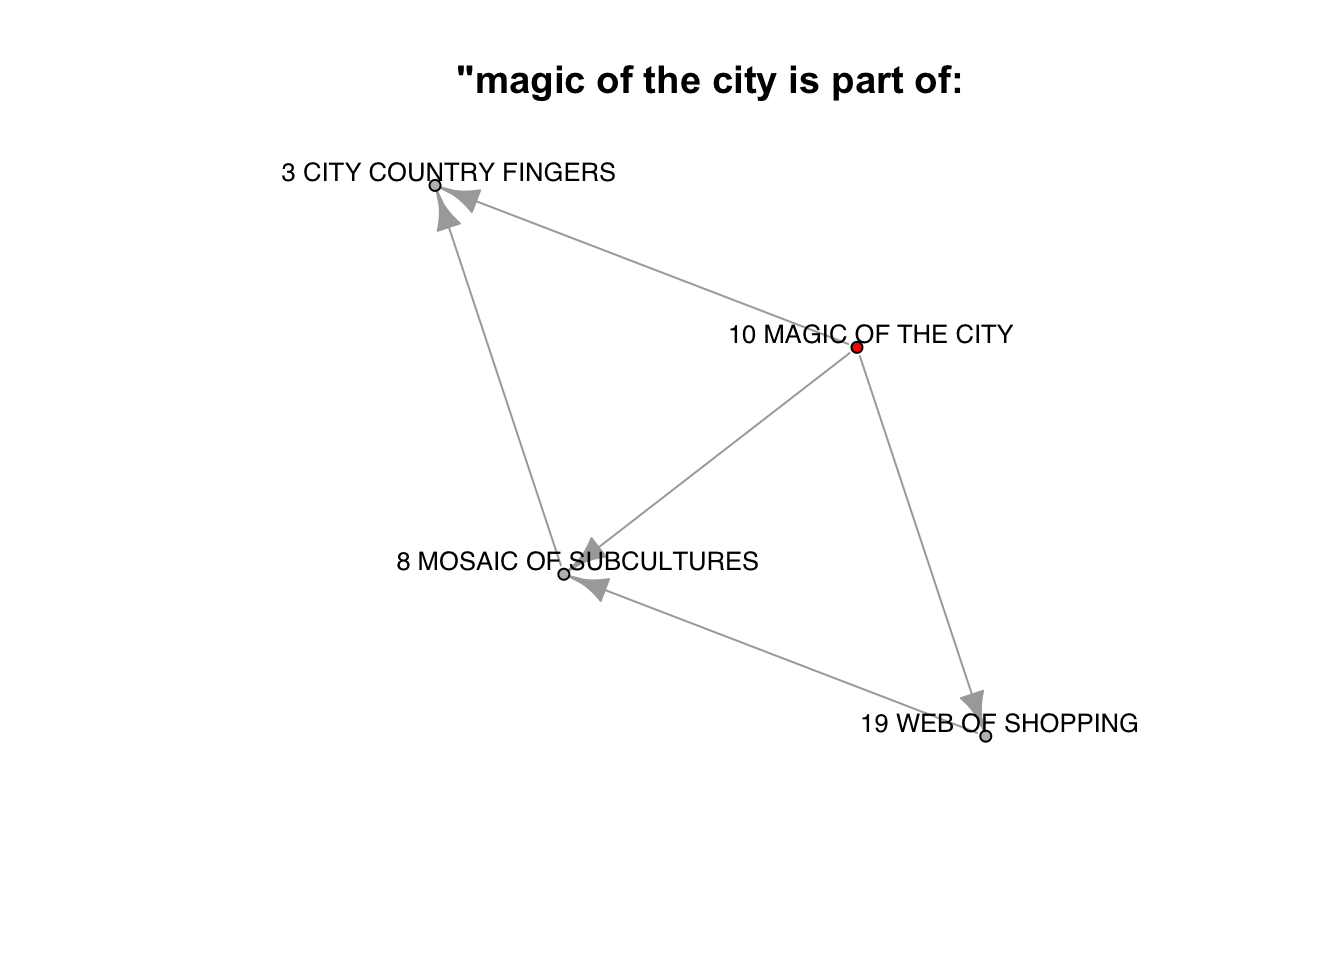 "magic of the city is part of:
3 CITY COUNTRY FINGERS
10 MAGIC OF THE CITY
8 MOSAIC OF SUBCULTURES
19 WEB OF SHOPPING